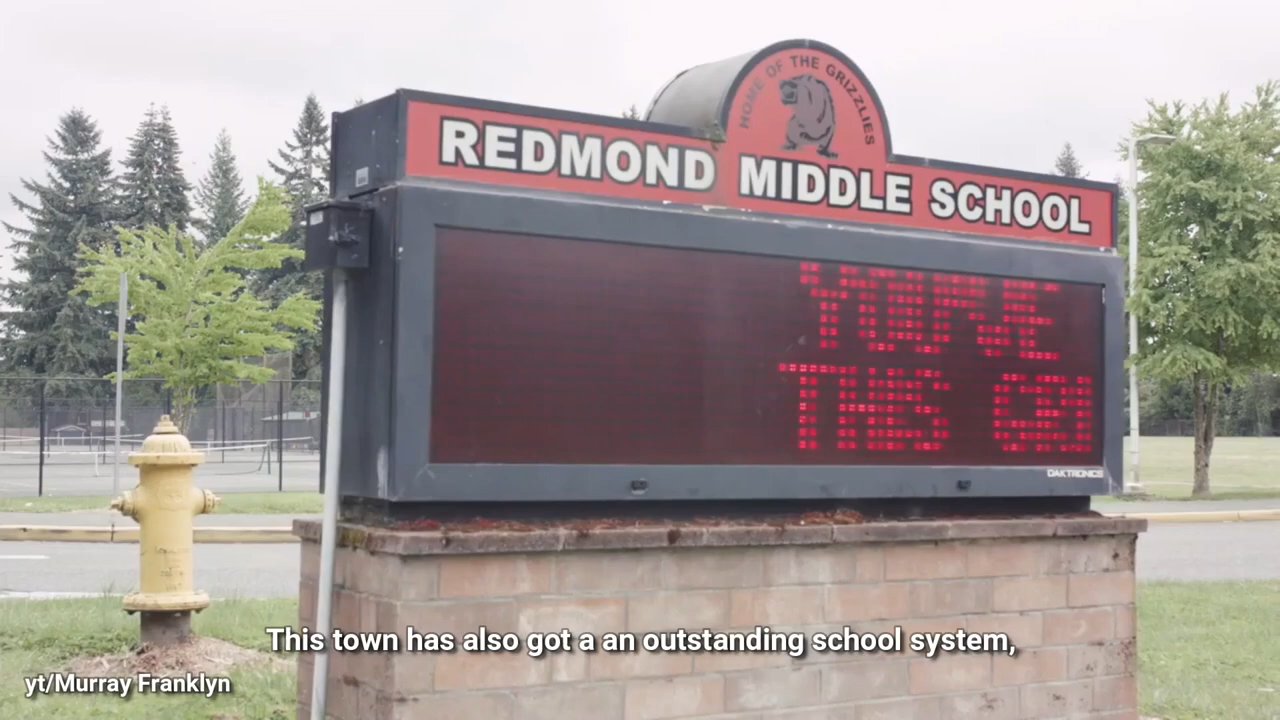 HOME OF THE GRIZZLIES
REDMOND MIDDLE SCHOOL
THIS
DAKTRONICS
This town has also got a an outstanding school system,
yt/Murray Franklyn